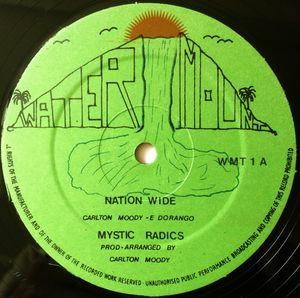 WATER MOUNT
WMT 1 A
NATION WIDE
CARLTON MOODY - E DORANGO
MYSTIC RADICS
PROD - ARRANGED BY
CARLTON MOODY
RIGHTS OF THE MANUFACTURER AND OF THE OWNER OF THE RECORDED WORK RESERVED - UNAUTHORISED PUBLIC PERFORMANCE BROADCASTING AND COPYING OF THIS RECORD PROHIBITED